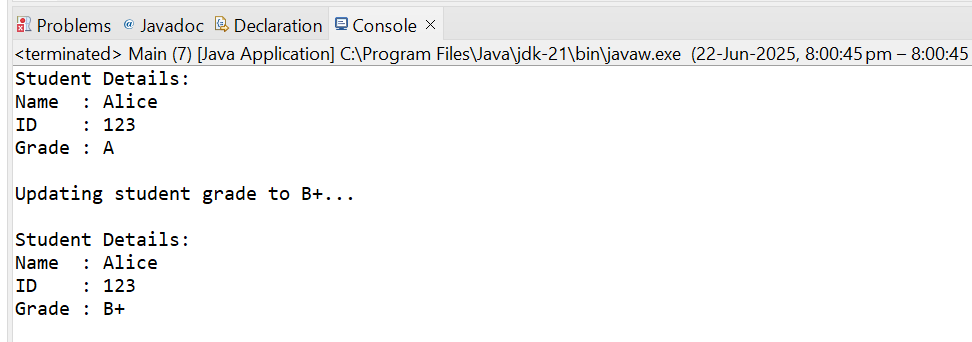 Problems @ Javadoc Declaration Console
<terminated> Main (7) [Java Application] C:\Program Files\Java\jdk-21\bin\javaw.exe (22-Jun-2025, 8:00:45 pm – 8:00:45
Student Details:
Name  : Alice
ID    : 123
Grade : A
Updating student grade to B+...
Student Details:
Name  : Alice
ID    : 123
Grade : B+